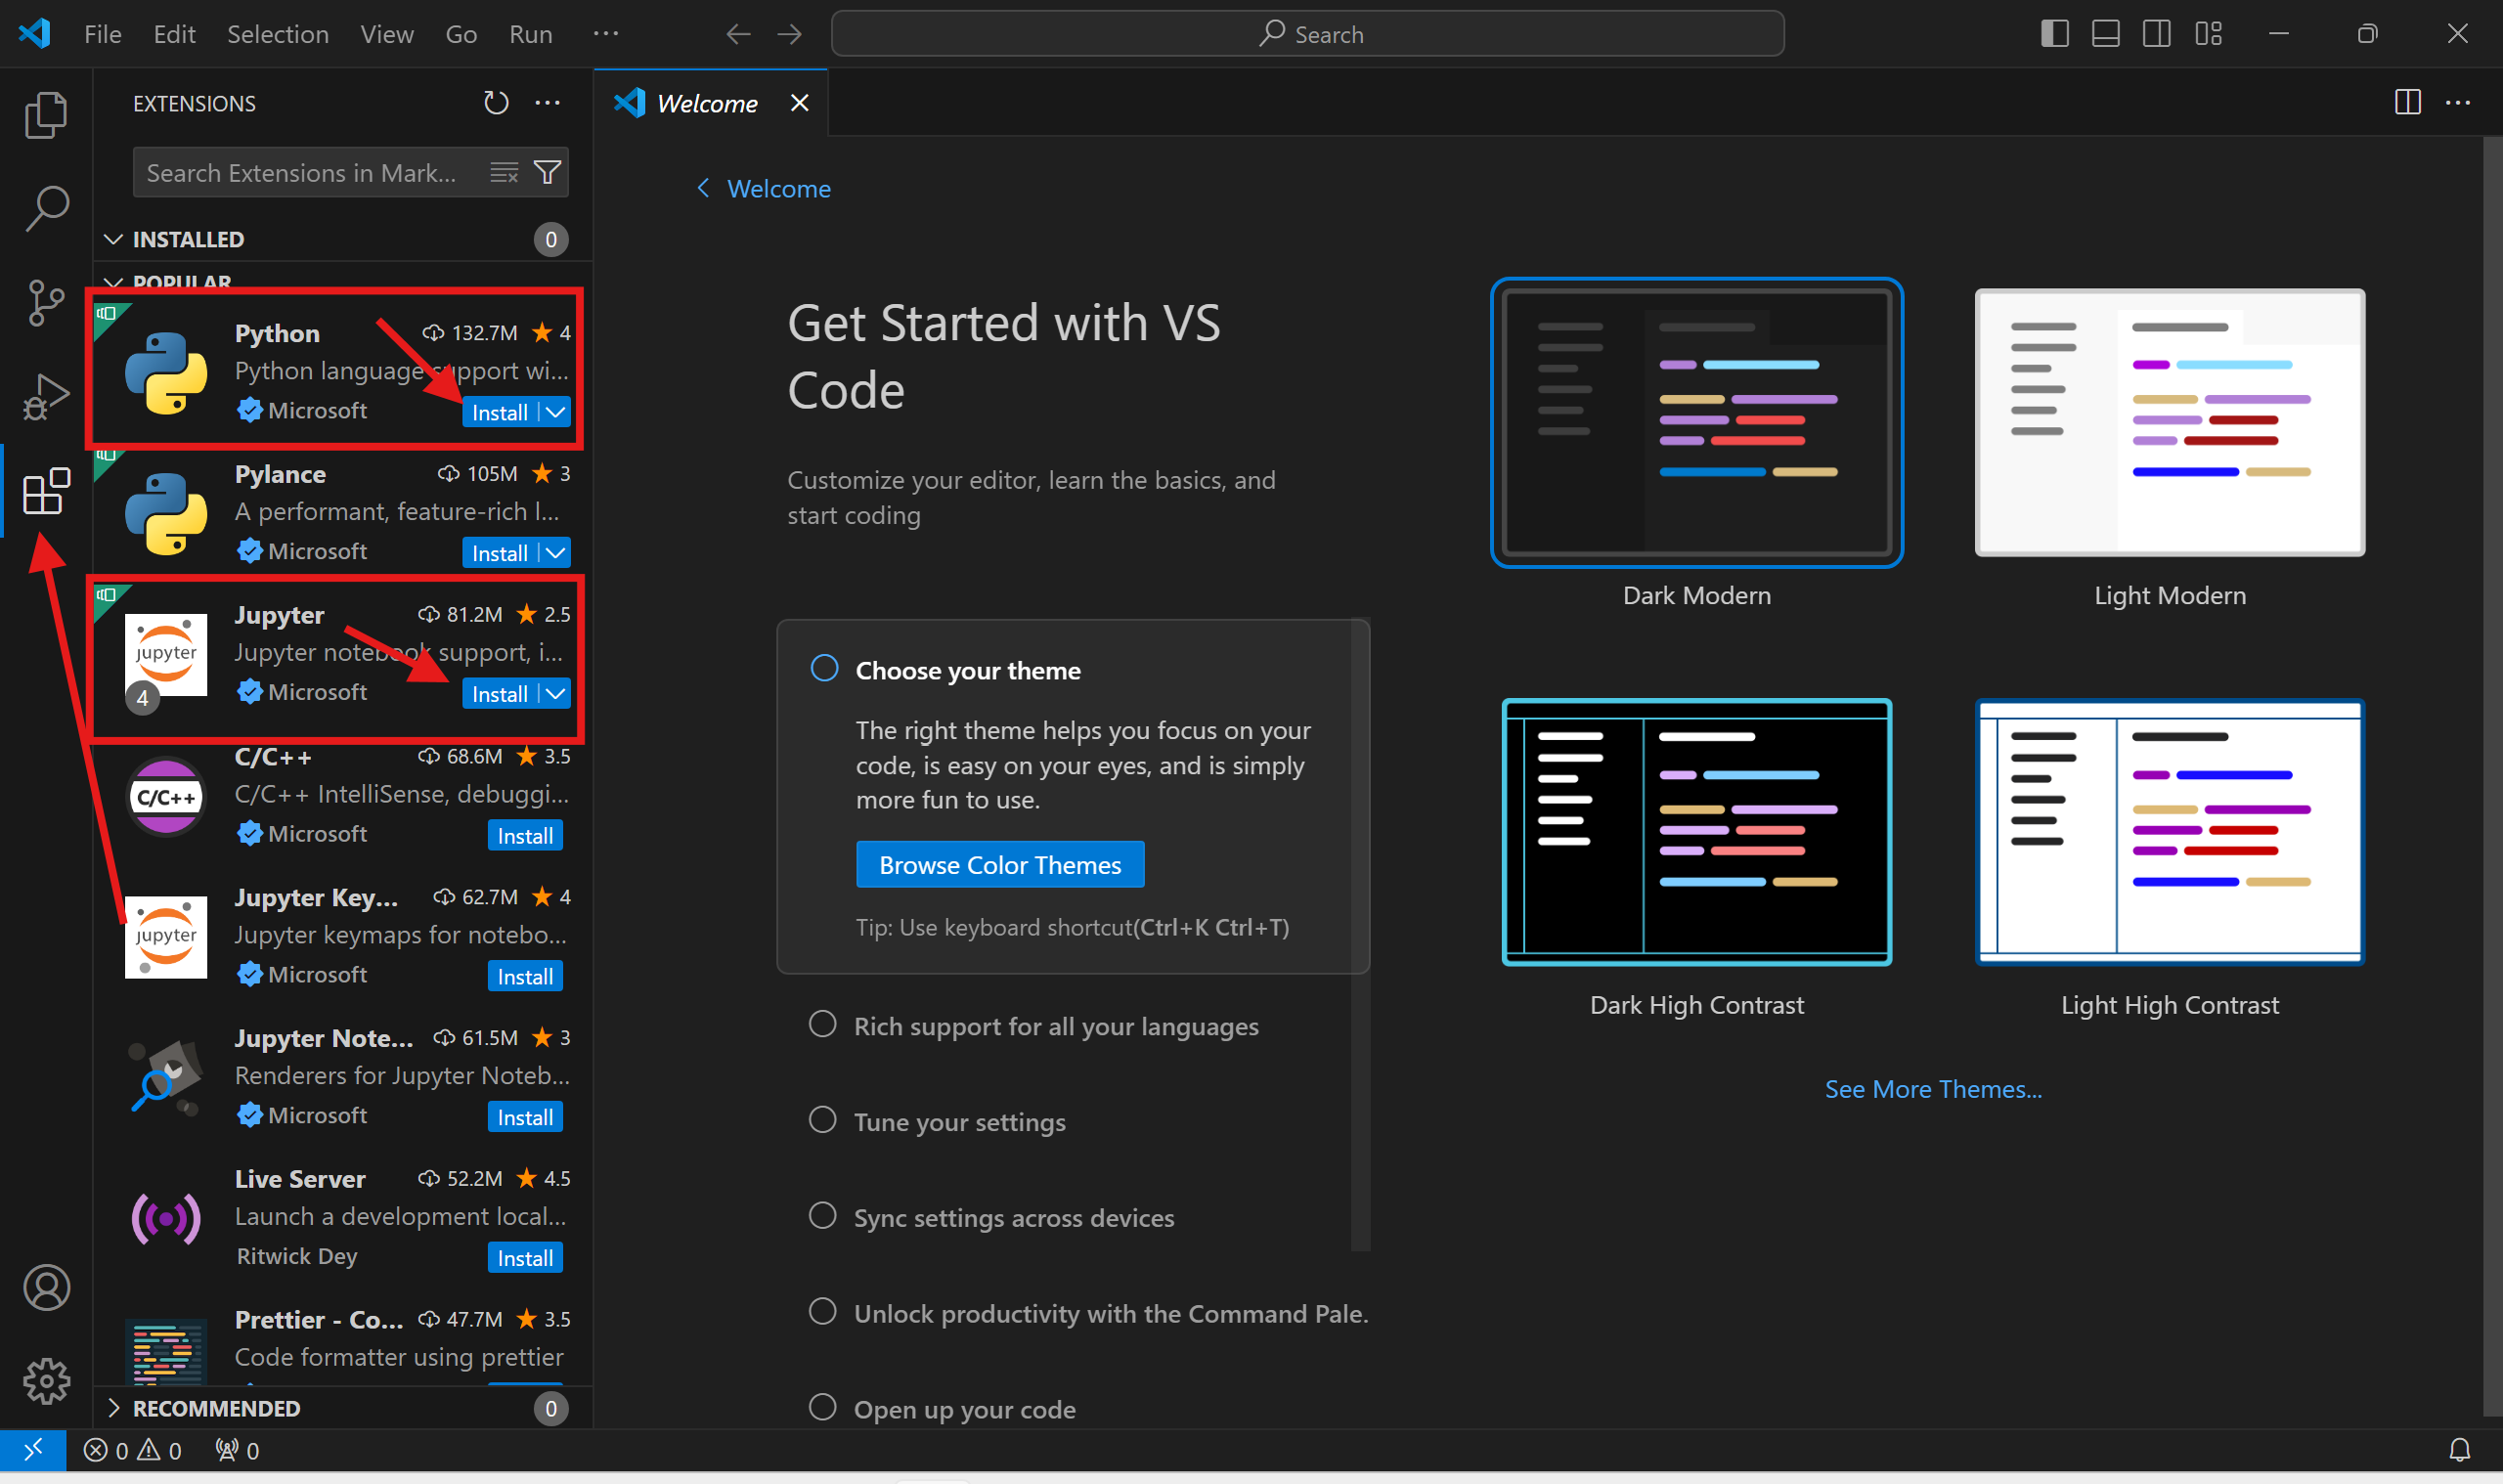 File Edit Selection View Go Run ...
Search
EXTENSIONS
Search Extensions in Mark...
INSTALLED 0
POPULAR
Python 132.7M ★ 4
Python language support wi...
Microsoft Install
Pylance 105M ★ 3
A performant, feature-rich l...
Microsoft Install
Jupyter 81.2M ★ 2.5
Jupyter notebook support, i...
Microsoft Install
jupyter
4
C/C++ 68.6M ★ 3.5
C/C++ IntelliSense, debuggi...
Microsoft Install
C/C++
Jupyter Key... 62.7M ★ 4
Jupyter keymaps for notebo...
Microsoft Install
jupyter
Jupyter Note... 61.5M ★ 3
Renderers for Jupyter Noteb...
Microsoft Install
Live Server 52.2M ★ 4.5
Launch a development local...
Ritwick Dey Install
Prettier - Co... 47.7M ★ 3.5
Code formatter using prettier
RECOMMENDED 0
Welcome
Welcome
Get Started with VS
Code
Customize your editor, learn the basics, and
start coding
Choose your theme
The right theme helps you focus on your
code, is easy on your eyes, and is simply
more fun to use.
Browse Color Themes
Tip: Use keyboard shortcut(Ctrl+K Ctrl+T)
Rich support for all your languages
Tune your settings
Sync settings across devices
Unlock productivity with the Command Pale.
Open up your code
Dark Modern
Light Modern
Dark High Contrast
Light High Contrast
See More Themes...
0 0 0